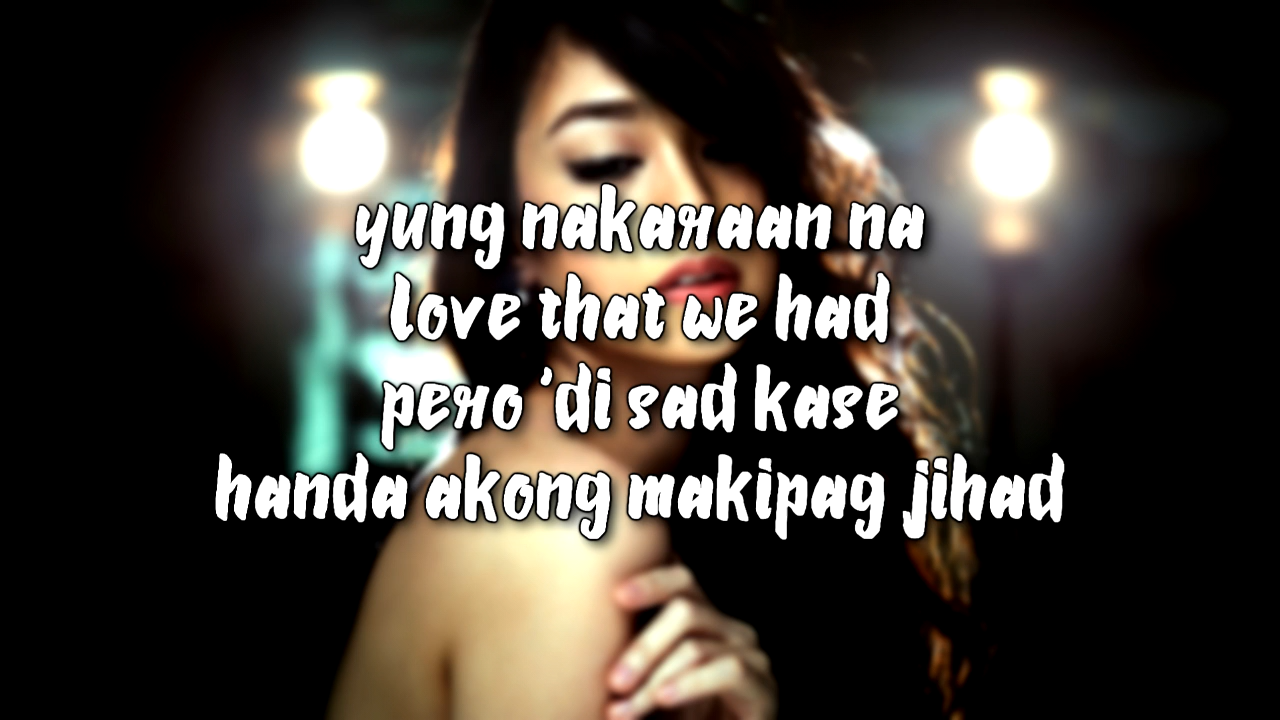 yung nakaraan na
love that we had
pero 'di sad kase
handa akong makipag jihad